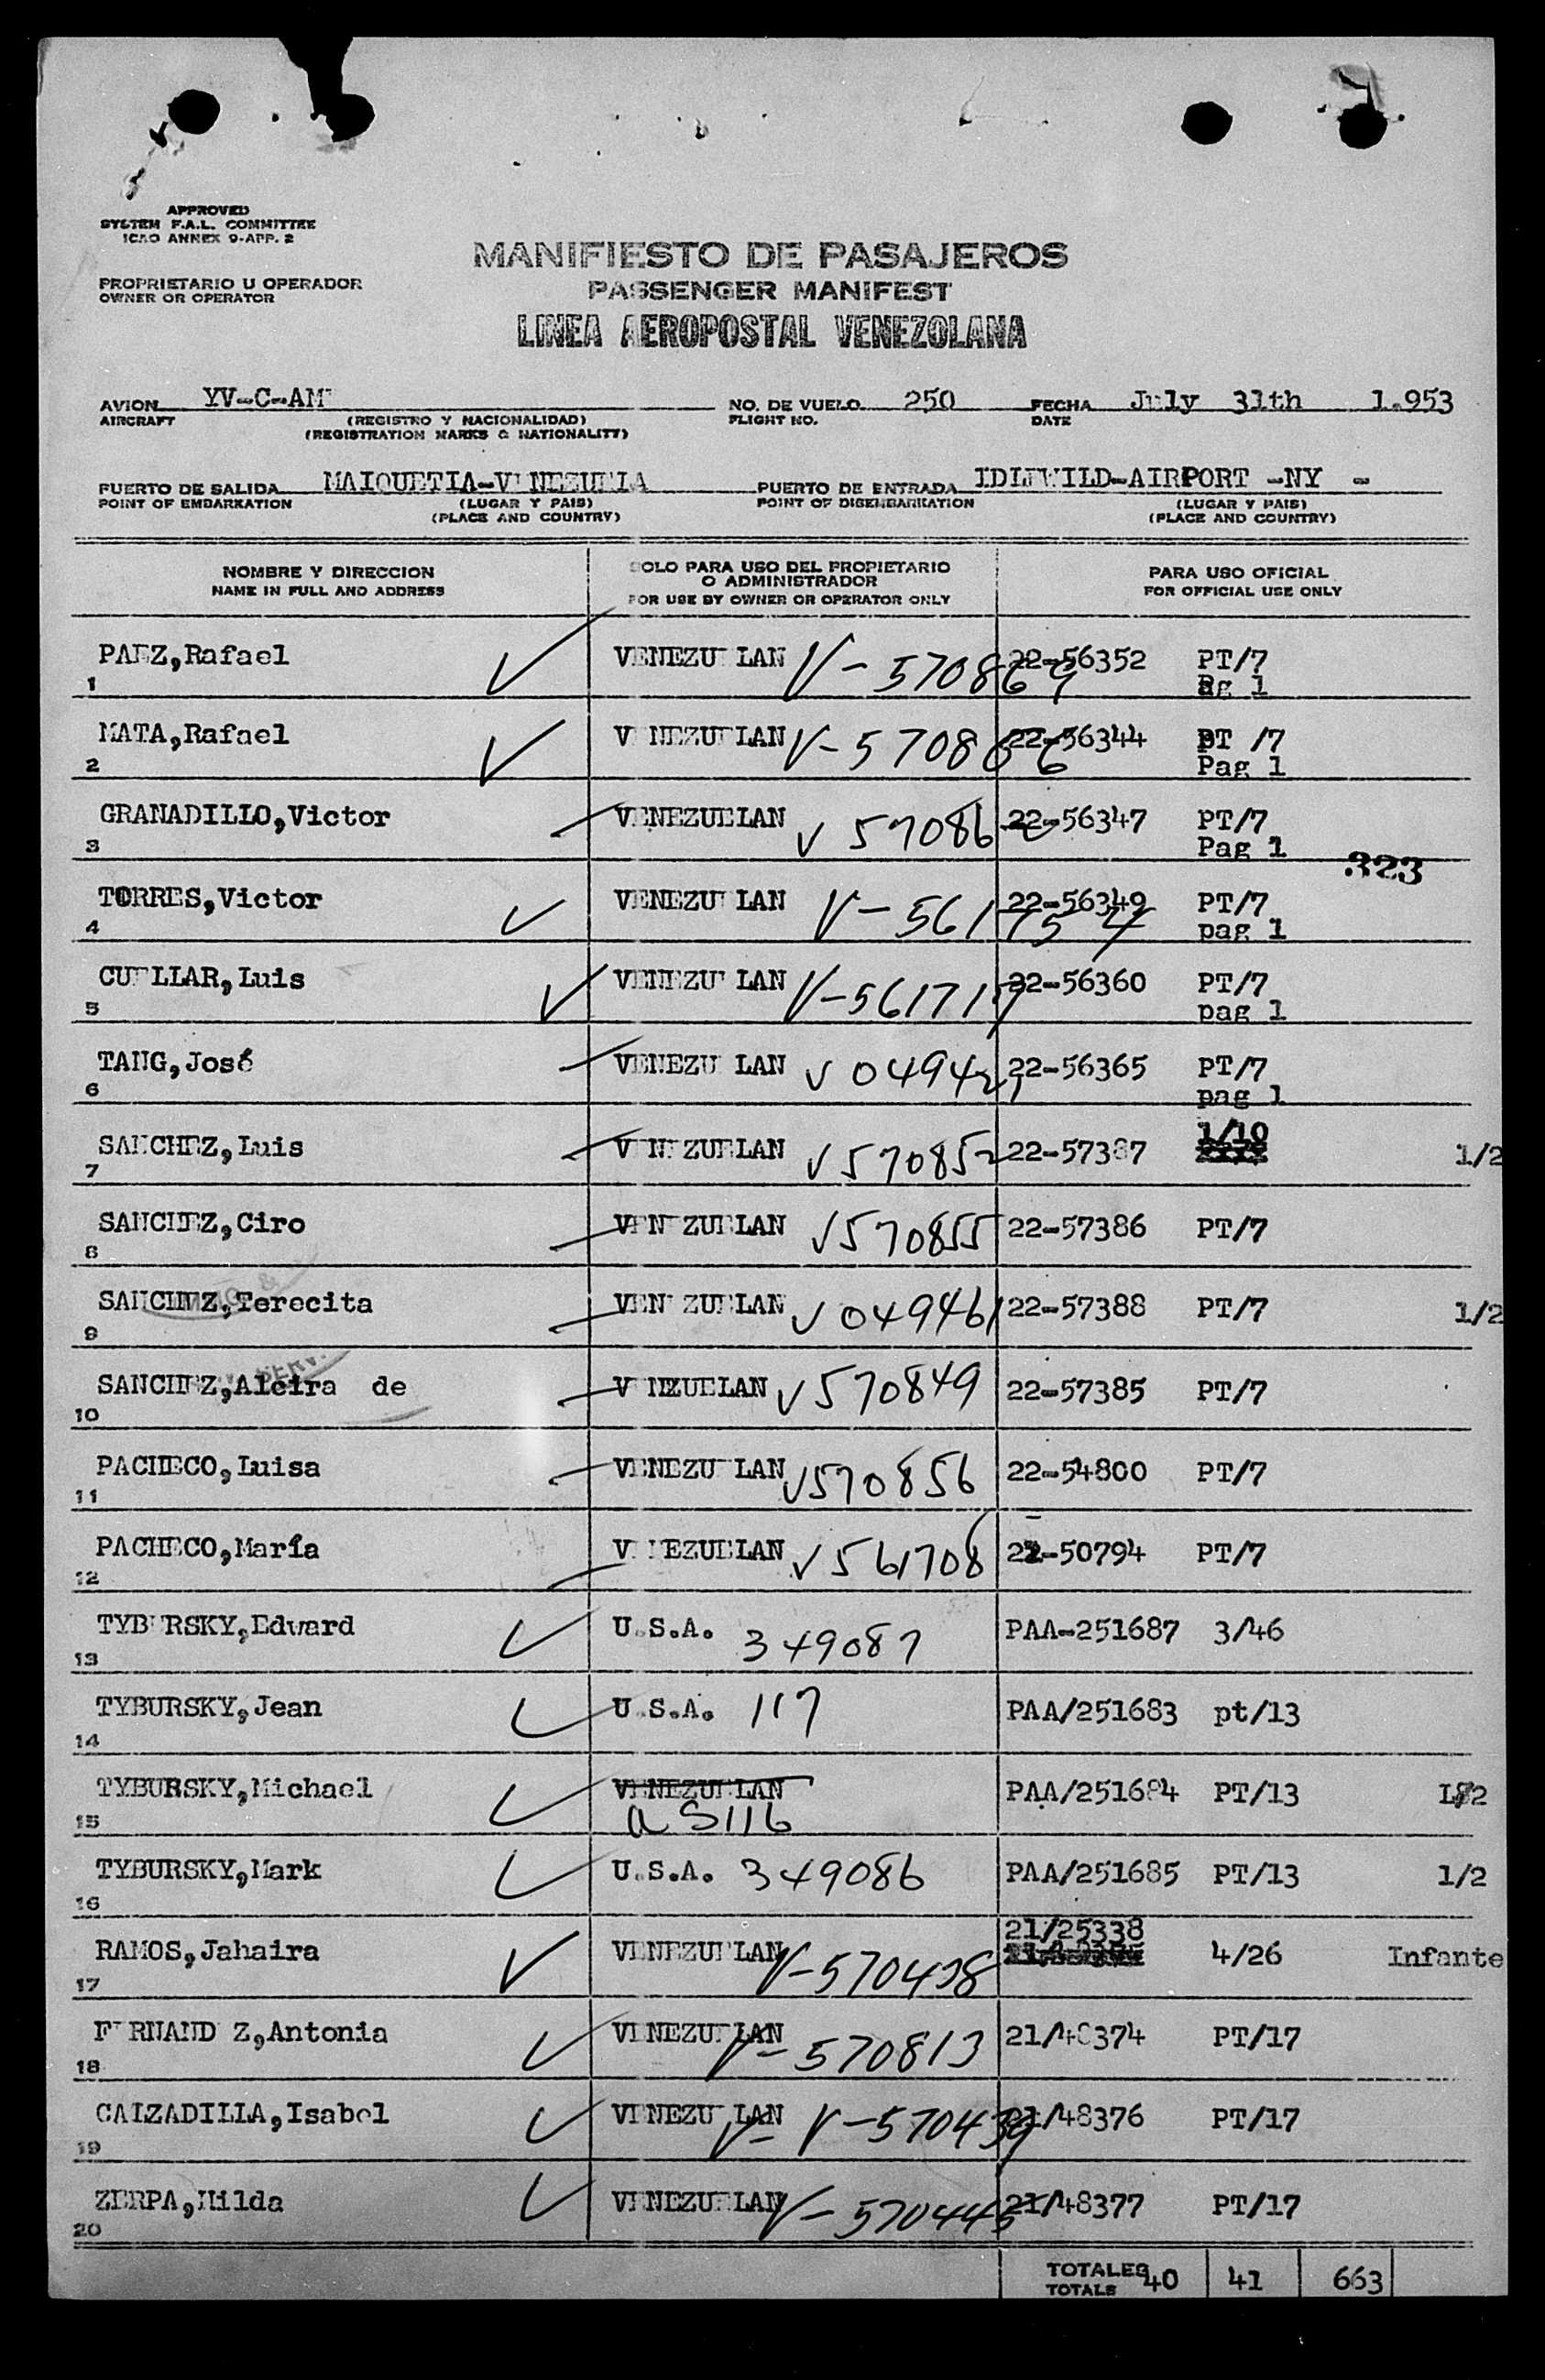 APPROVED
SYSTEM F.A.L. COMMITTEE
ICAO ANNEX 9-APP. 2
MANIFIESTO DE PASAJEROS
PROPRIETARIO U OPERADOR
OWNER OR OPERATOR
PASSENGER MANIFEST
LINEA AEROPOSTAL VENEZOLANA
AVION YV-C-AM NO. DE VUELO 250 FECHA July 31th 1.953
AIRCRAFT (REGISTRO Y NACIONALIDAD) FLIGHT NO. DATE
(REGISTRATION MARKS & NATIONALITY)
PUERTO DE SALIDA MAIQUETIA-VENEZUELA PUERTO DE ENTRADA IDLEWILD-AIRPORT -NY -
POINT OF EMBARKATION (LUGAR Y PAIS) POINT OF DISEMBARKATION (LUGAR Y PAIS)
(PLACE AND COUNTRY) (PLACE AND COUNTRY)
NOMBRE Y DIRECCION SOLO PARA USO DEL PROPIETARIO PARA USO OFICIAL
O ADMINISTRADOR
NAME IN FULL AND ADDRESS FOR USE BY OWNER OR OPERATOR ONLY FOR OFFICIAL USE ONLY
PAEZ,Rafael VENEZUELAN V-570869 22-56352 PT/7
1 Pg 1
MATA,Rafael VENEZUELAN V-570866 22-56344 PT /7
2 Pag 1
GRANADILLO,Victor VENEZUELAN V 570862 22-56347 PT/7
3 Pag 1
323
TORRES,Victor VENEZUELAN V-561754 22-56349 PT/7
4 pag 1
CUELLAR,Luis VENEZUELAN V-561717 22-56360 PT/7
5 pag 1
TANG,José VENEZUELAN V 049421 22-56365 PT/7
6 pag 1
SANCHEZ,Luis VENEZUELAN V 570852 22-57387 1/10 1/2
7
SANCHEZ,Ciro VENEZUELAN V 570855 22-57386 PT/7
8
SANCHEZ,Terecita VENEZUELAN V 049461 22-57388 PT/7 1/2
9
SANCHEZ,Alcira de VENEZUELAN V 570849 22-57385 PT/7
10
PACHECO,Luisa VENEZUELAN V 570856 22-54800 PT/7
11
PACHECO,María VENEZUELAN V 561708 22-50794 PT/7
12
TYBURSKY,Edward U.S.A. 349087 PAA-251687 3/46
13
TYBURSKY,Jean U.S.A. 117 PAA/251683 pt/13
14
TYBURSKY,Michael VENEZUELAN PAA/251684 PT/13 1/2
15 a S116
TYBURSKY,Mark U.S.A. 349086 PAA/251685 PT/13 1/2
16
21/25338
RAMOS,Jahaira VENEZUELAN V-570438 4/26 Infante
17
FERNANDEZ,Antonia VENEZUELAN V-570813 21/48374 PT/17
18
CALZADILLA,Isabel VENEZUELAN V- V-570439 21/48376 PT/17
19
ZERPA,Hilda VENEZUELAN V-570445 21/48377 PT/17
20
TOTALES 40 41 663
TOTALS